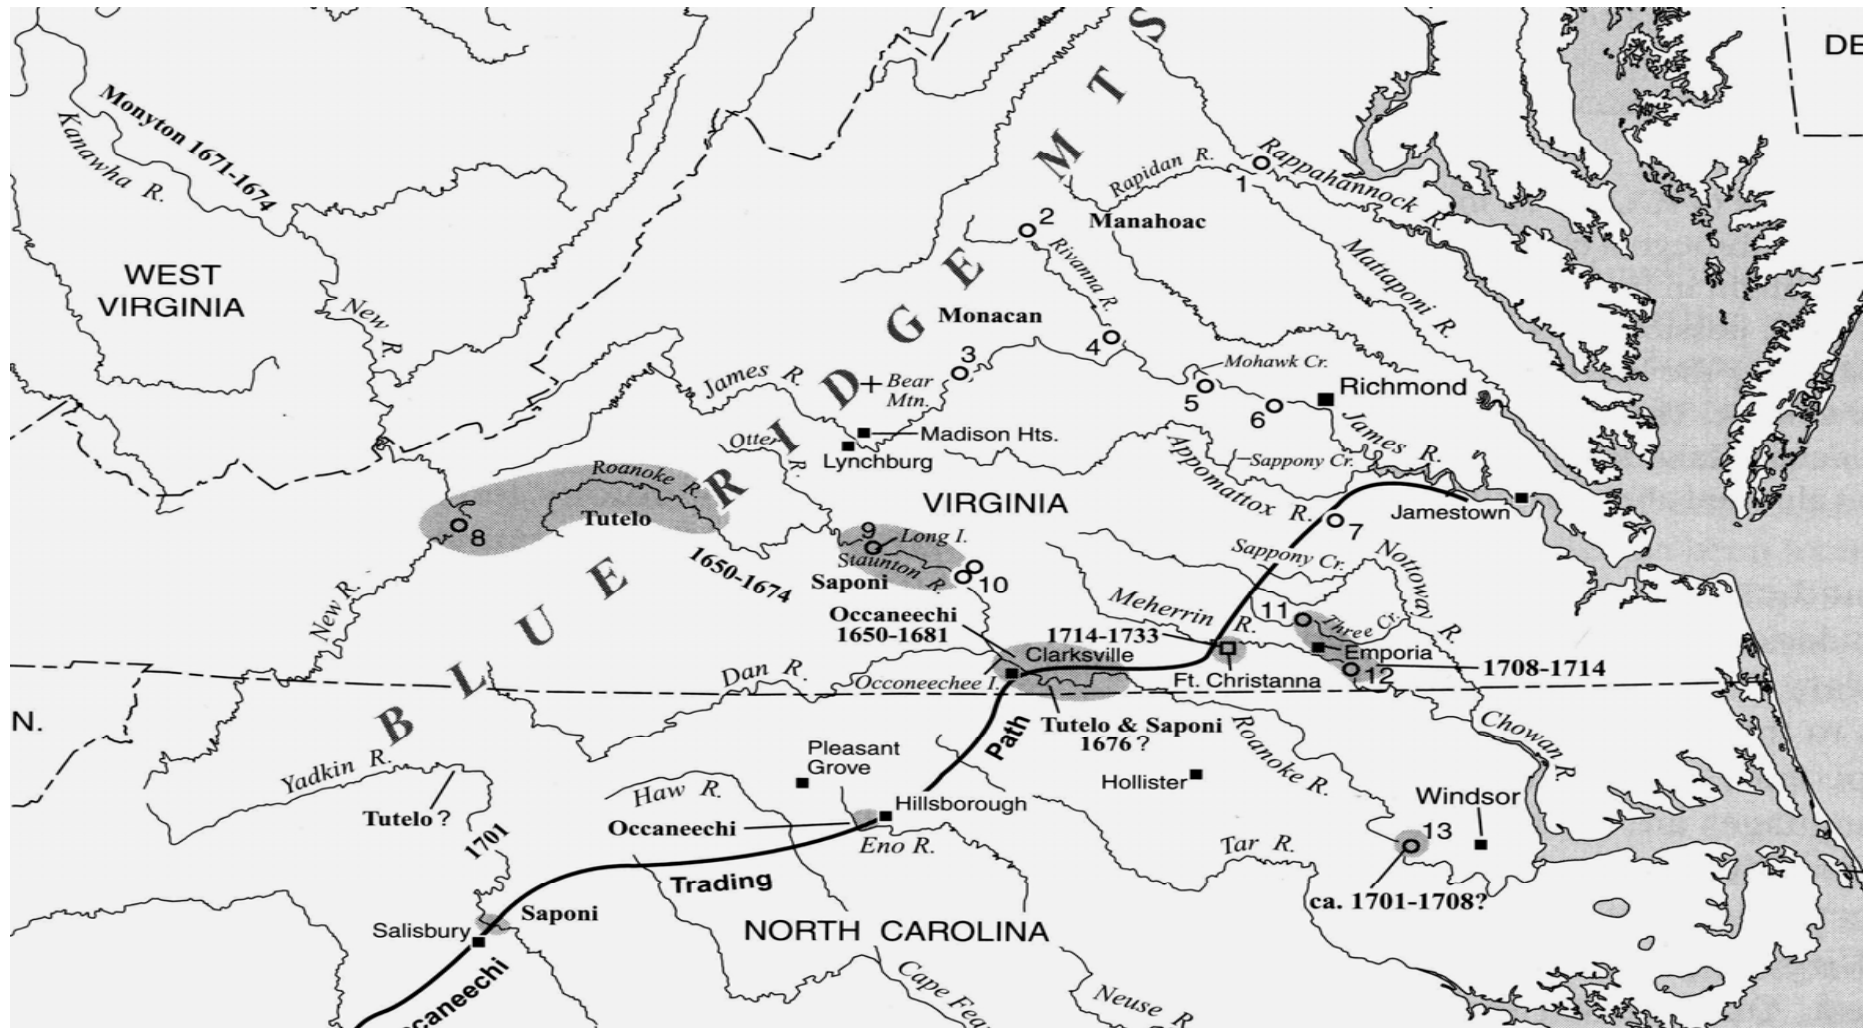 DE
S
T
M
Monyton 1671-1674
Kanawha R.
Rapidan R.
Rappahannock R.
1
2
Manahoac
Rivanna R.
Mattaponi R.
WEST
VIRGINIA
New R.
E
G
D
I
R
Monacan
3
4
Mohawk Cr.
James R.
Bear
Mtn.
5
6
Richmond
James R.
Otter R.
Madison Hts.
Lynchburg
Appomattox R.
Sappony Cr.
Roanoke R.
Tutelo
8
VIRGINIA
Jamestown
7
9
Long I.
Staunton R.
Saponi
10
1650-1674
Sappony Cr.
Nottoway R.
E
U
L
B
New R.
Occaneechi
1650-1681
Meherrin R.
11
Three Cr.
1714-1733
Clarksville
Emporia
12
1708-1714
Dan R.
Occoneechee I.
Ft. Christanna
N.
Tutelo & Saponi
1676 ?
Roanoke R.
Chowan R.
Path
Pleasant
Grove
Yadkin R.
Haw R.
Hollister
Windsor
Tutelo ?
Hillsborough
Occaneechi
Eno R.
Tar R.
13
1701
Trading
ca. 1701-1708?
Saponi
Salisbury
NORTH CAROLINA
caneechi
Cape Fea
Neuse R.